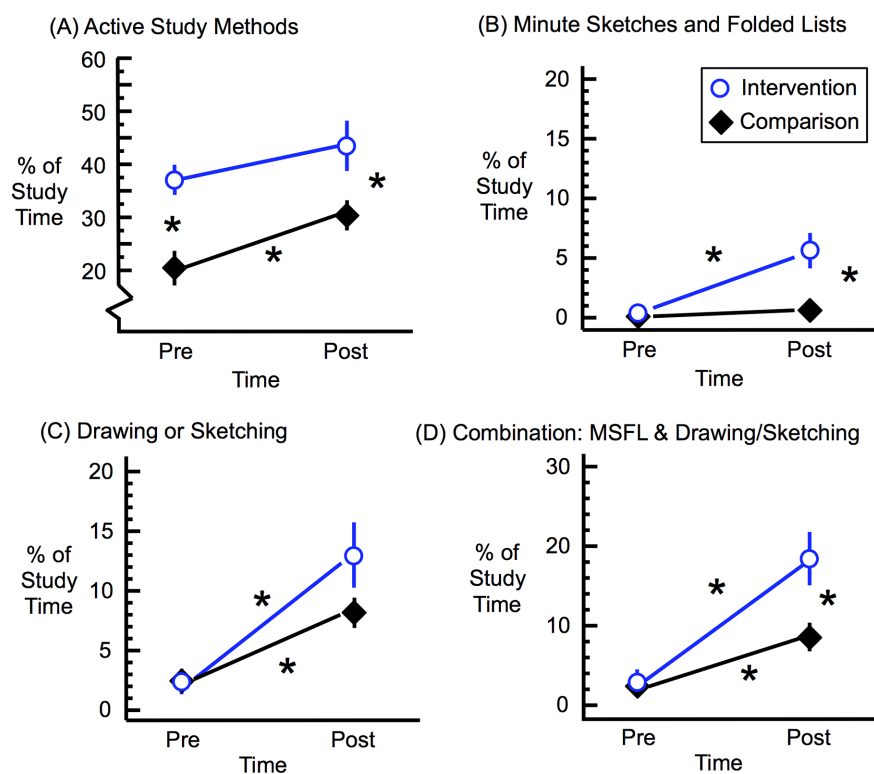 (A) Active Study Methods
60
50
40
30
20
% of
Study
Time
*
*
*
Pre
Post
Time
(B) Minute Sketches and Folded Lists
20
15
10
5
0
% of
Study
Time
Intervention
Comparison
*
*
Pre
Post
Time
(C) Drawing or Sketching
20
15
10
5
0
% of
Study
Time
*
*
Pre
Post
Time
(D) Combination: MSFL & Drawing/Sketching
30
20
10
0
% of
Study
Time
*
*
*
Pre
Post
Time